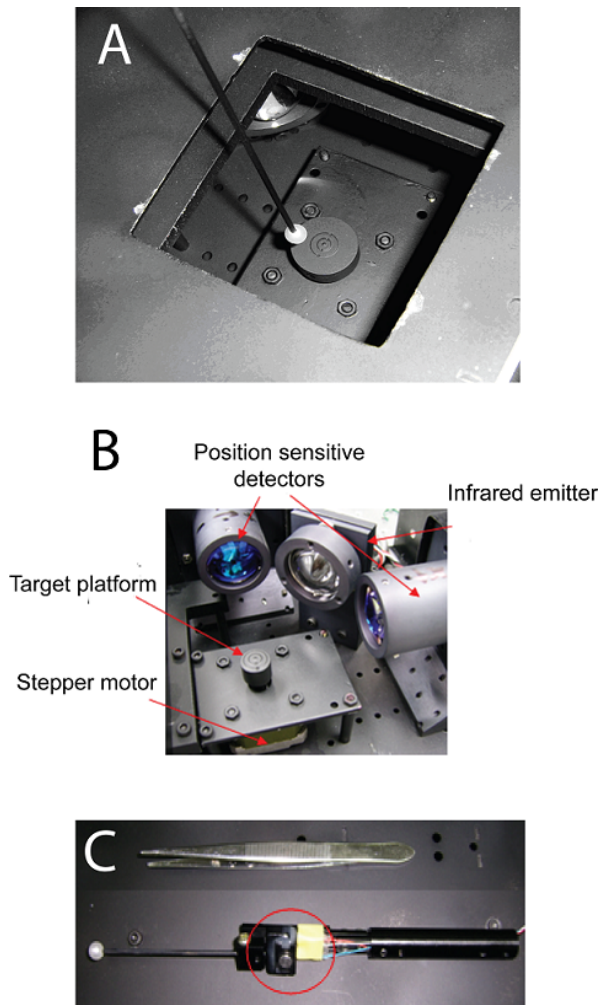 A
B
Position sensitive
detectors
Infrared emitter
Target platform
Stepper motor
C